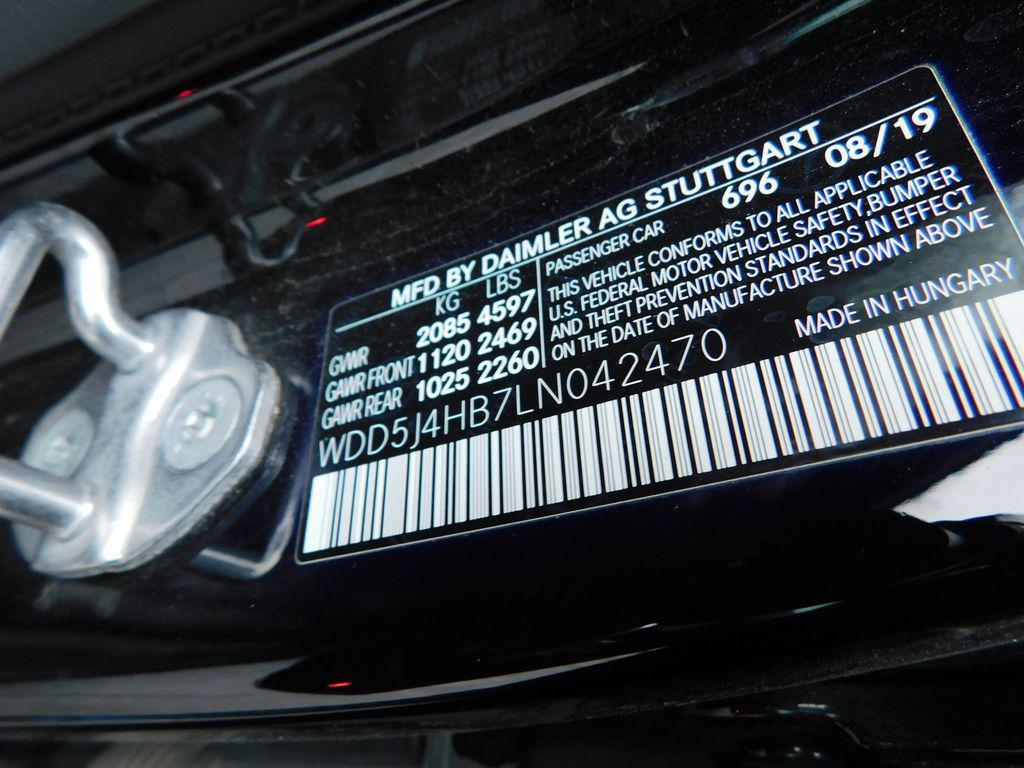 MFD BY DAIMLER AG STUTTGART
KG LBS
GVWR 2085 4597
GAWR FRONT 1120 2469
GAWR REAR 1025 2260
PASSENGER CAR 696 08/19
THIS VEHICLE CONFORMS TO ALL APPLICABLE
U.S. FEDERAL MOTOR VEHICLE SAFETY, BUMPER
AND THEFT PREVENTION STANDARDS IN EFFECT
ON THE DATE OF MANUFACTURE SHOWN ABOVE
WDD5J4HB7LN042470 MADE IN HUNGARY